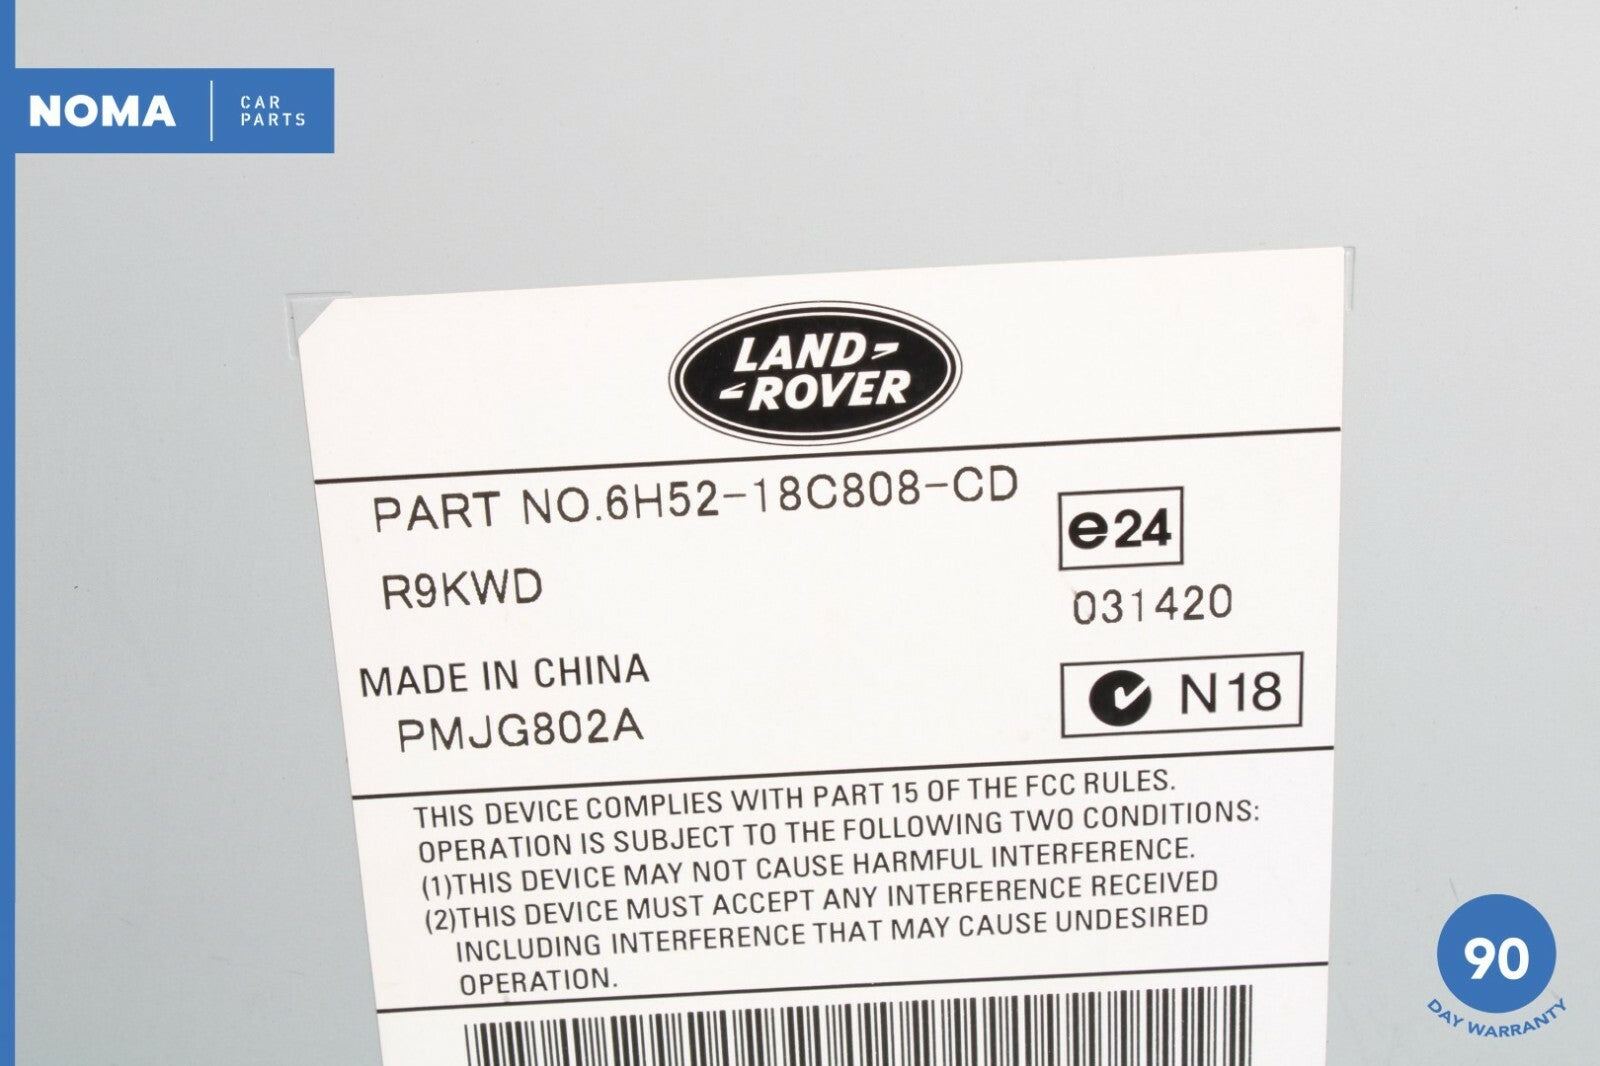 NOMA
CAR
PARTS
LAND-
-ROVER
PART NO.6H52-18C808-CD
e24
R9KWD
031420
MADE IN CHINA
N18
PMJG802A
THIS DEVICE COMPLIES WITH PART 15 OF THE FCC RULES.
OPERATION IS SUBJECT TO THE FOLLOWING TWO CONDITIONS:
(1)THIS DEVICE MAY NOT CAUSE HARMFUL INTERFERENCE.
(2)THIS DEVICE MUST ACCEPT ANY INTERFERENCE RECEIVED
INCLUDING INTERFERENCE THAT MAY CAUSE UNDESIRED
OPERATION.
90
DAY WARRANTY